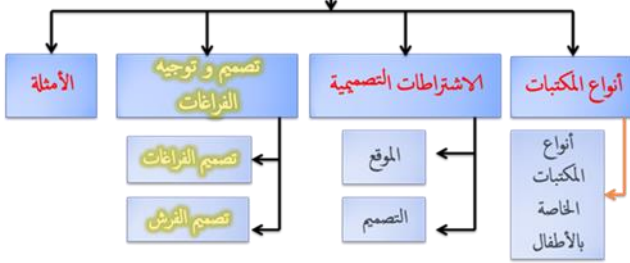 أنواع المكتبات
الاشتراطات التصميمية
تصميم و توجيه
الفراغات
الأمثلة
أنواع
المكتبات
الخاصة
بالأطفال
الموقع
التصميم
تصميم الفراغات
تصميم الفرش